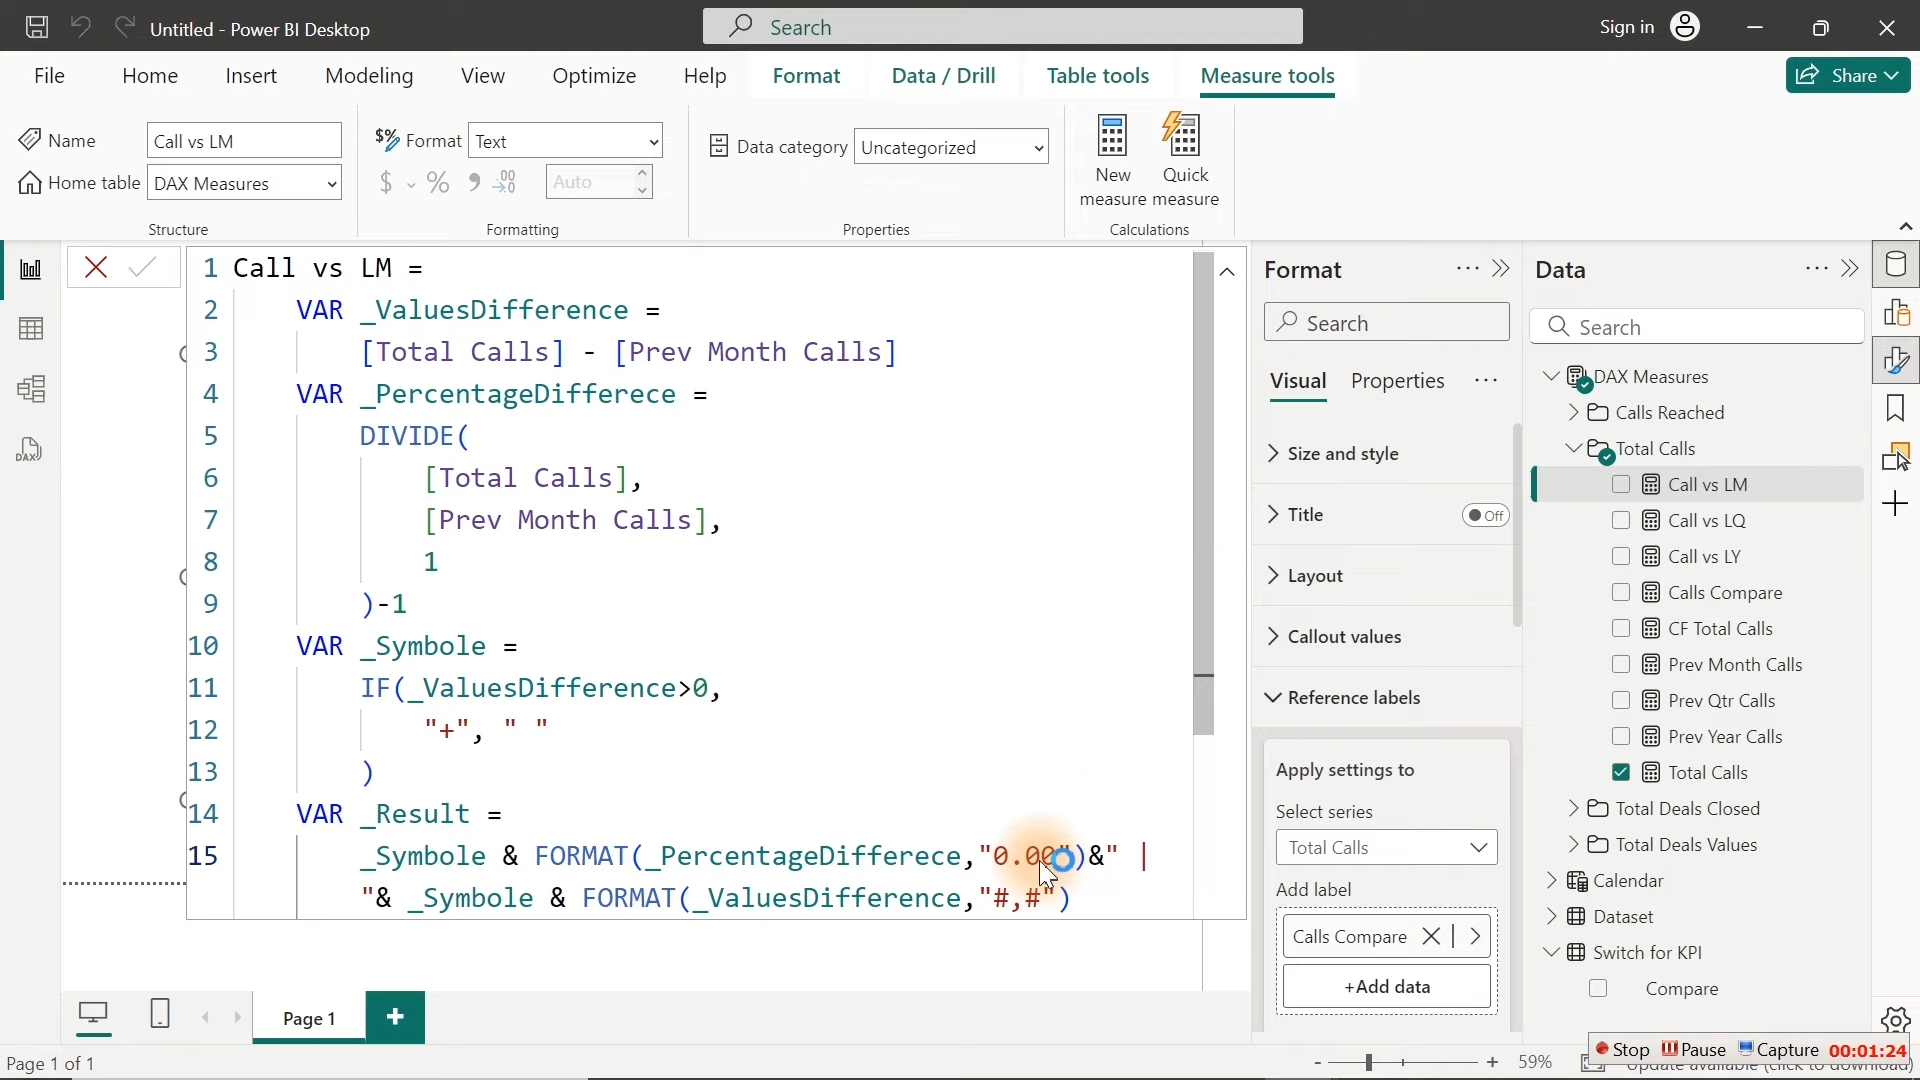 Untitled - Power BI Desktop
Search
Sign in
File Home Insert Modeling View Optimize Help Format Data / Drill Table tools Measure tools
Share
Name
Call vs LM
Home table
DAX Measures
Structure
$% Format
Text
$ % 9 .00
Auto
Formatting
Data category
Uncategorized
Properties
New measure
Quick measure
Calculations
1 Call vs LM =
2 VAR _ValuesDifference =
3 [Total Calls] - [Prev Month Calls]
4 VAR _PercentageDifferece =
5 DIVIDE(
6 [Total Calls],
7 [Prev Month Calls],
8 1
9 )-1
10 VAR _Symbole =
11 IF(_ValuesDifference>0,
12 "+", " "
13 )
14 VAR _Result =
15 _Symbole & FORMAT(_PercentageDifferece,"0.00")&" |
"& _Symbole & FORMAT(_ValuesDifference,"#,#")
DAX
Format
Search
Visual Properties
Size and style
Title Off
Layout
Callout values
Reference labels
Apply settings to
Select series
Total Calls
Add label
Calls Compare
+Add data
Data
Search
DAX Measures
Calls Reached
Total Calls
Call vs LM
Call vs LQ
Call vs LY
Calls Compare
CF Total Calls
Prev Month Calls
Prev Qtr Calls
Prev Year Calls
Total Calls
Total Deals Closed
Total Deals Values
Calendar
Dataset
Switch for KPI
Compare
Page 1
Page 1 of 1
- + 59%
Stop Pause Capture 00:01:24
Update available (click to download)